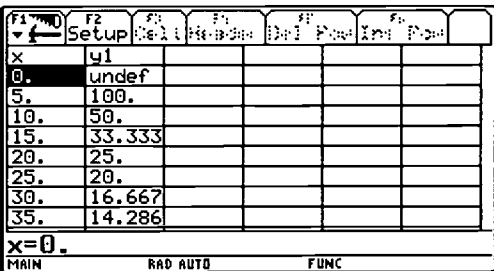 F1 F2 Setup
x y1
0. undef
5. 100.
10. 50.
15. 33.333
20. 25.
25. 20.
30. 16.667
35. 14.286
x=0.
MAIN RAD AUTO FUNC